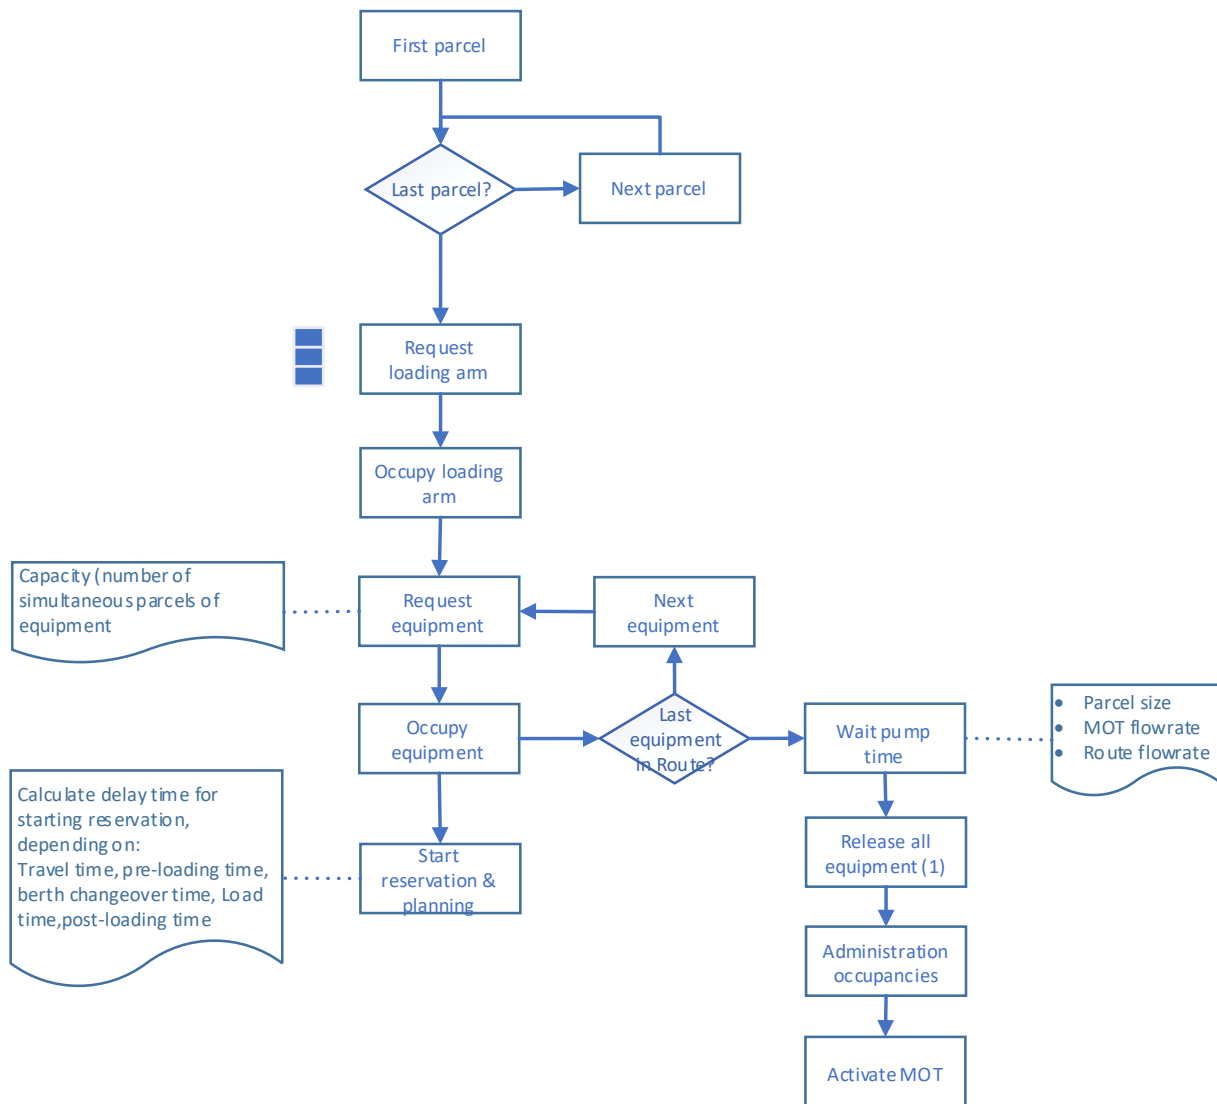 First parcel
Last parcel?
Next parcel
Request
loading arm
Occupy loading
arm
Capacity (number of
simultaneous parcels of
equipment
Request
equipment
Next
equipment
Occupy
equipment
Last
equipment
in Route?
Wait pump
time
• Parcel size
• MOT flowrate
• Route flowrate
Calculate delay time for
starting reservation,
depending on:
Travel time, pre-loading time,
berth changeover time, Load
time,post-loading time
Start
reservation &
planning
Release all
equipment (1)
Administration
occupancies
Activate MOT